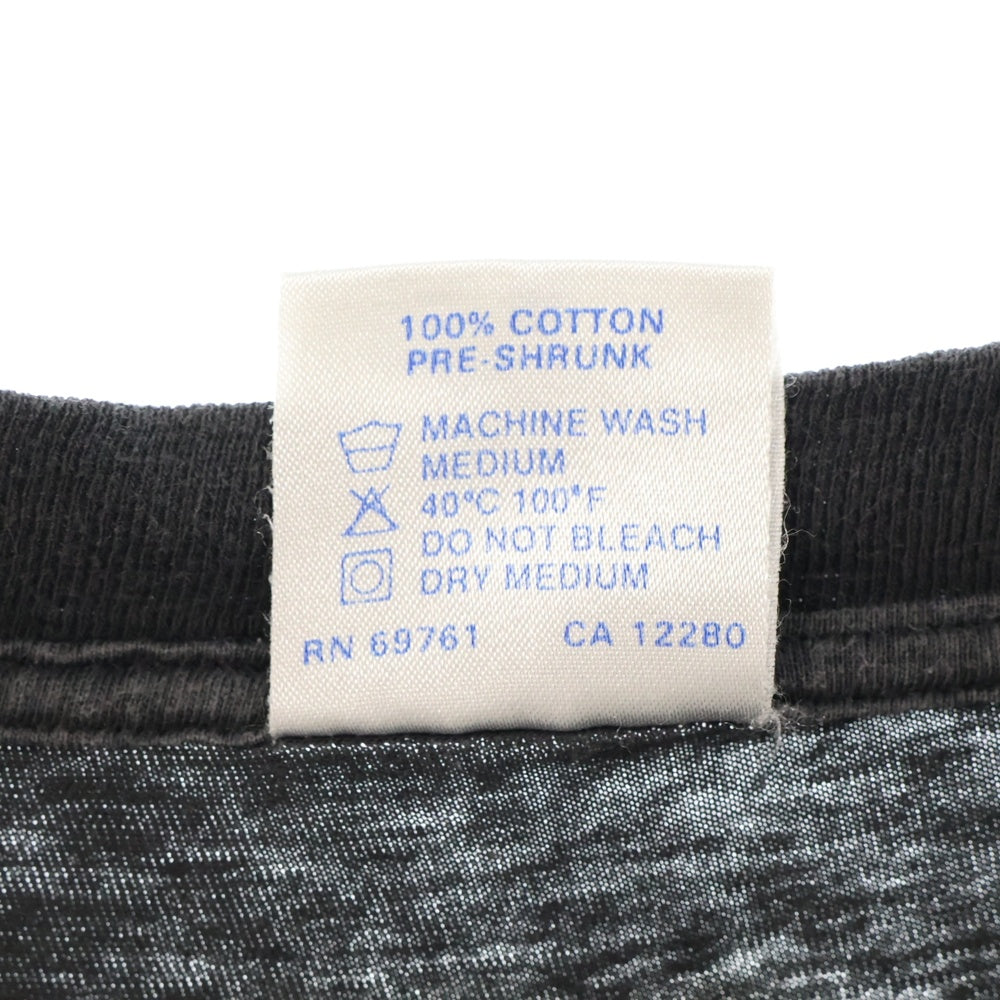 100% COTTON
PRE-SHRUNK
MACHINE WASH
MEDIUM
40°C 100°F
DO NOT BLEACH
DRY MEDIUM
RN 69761 CA 12280